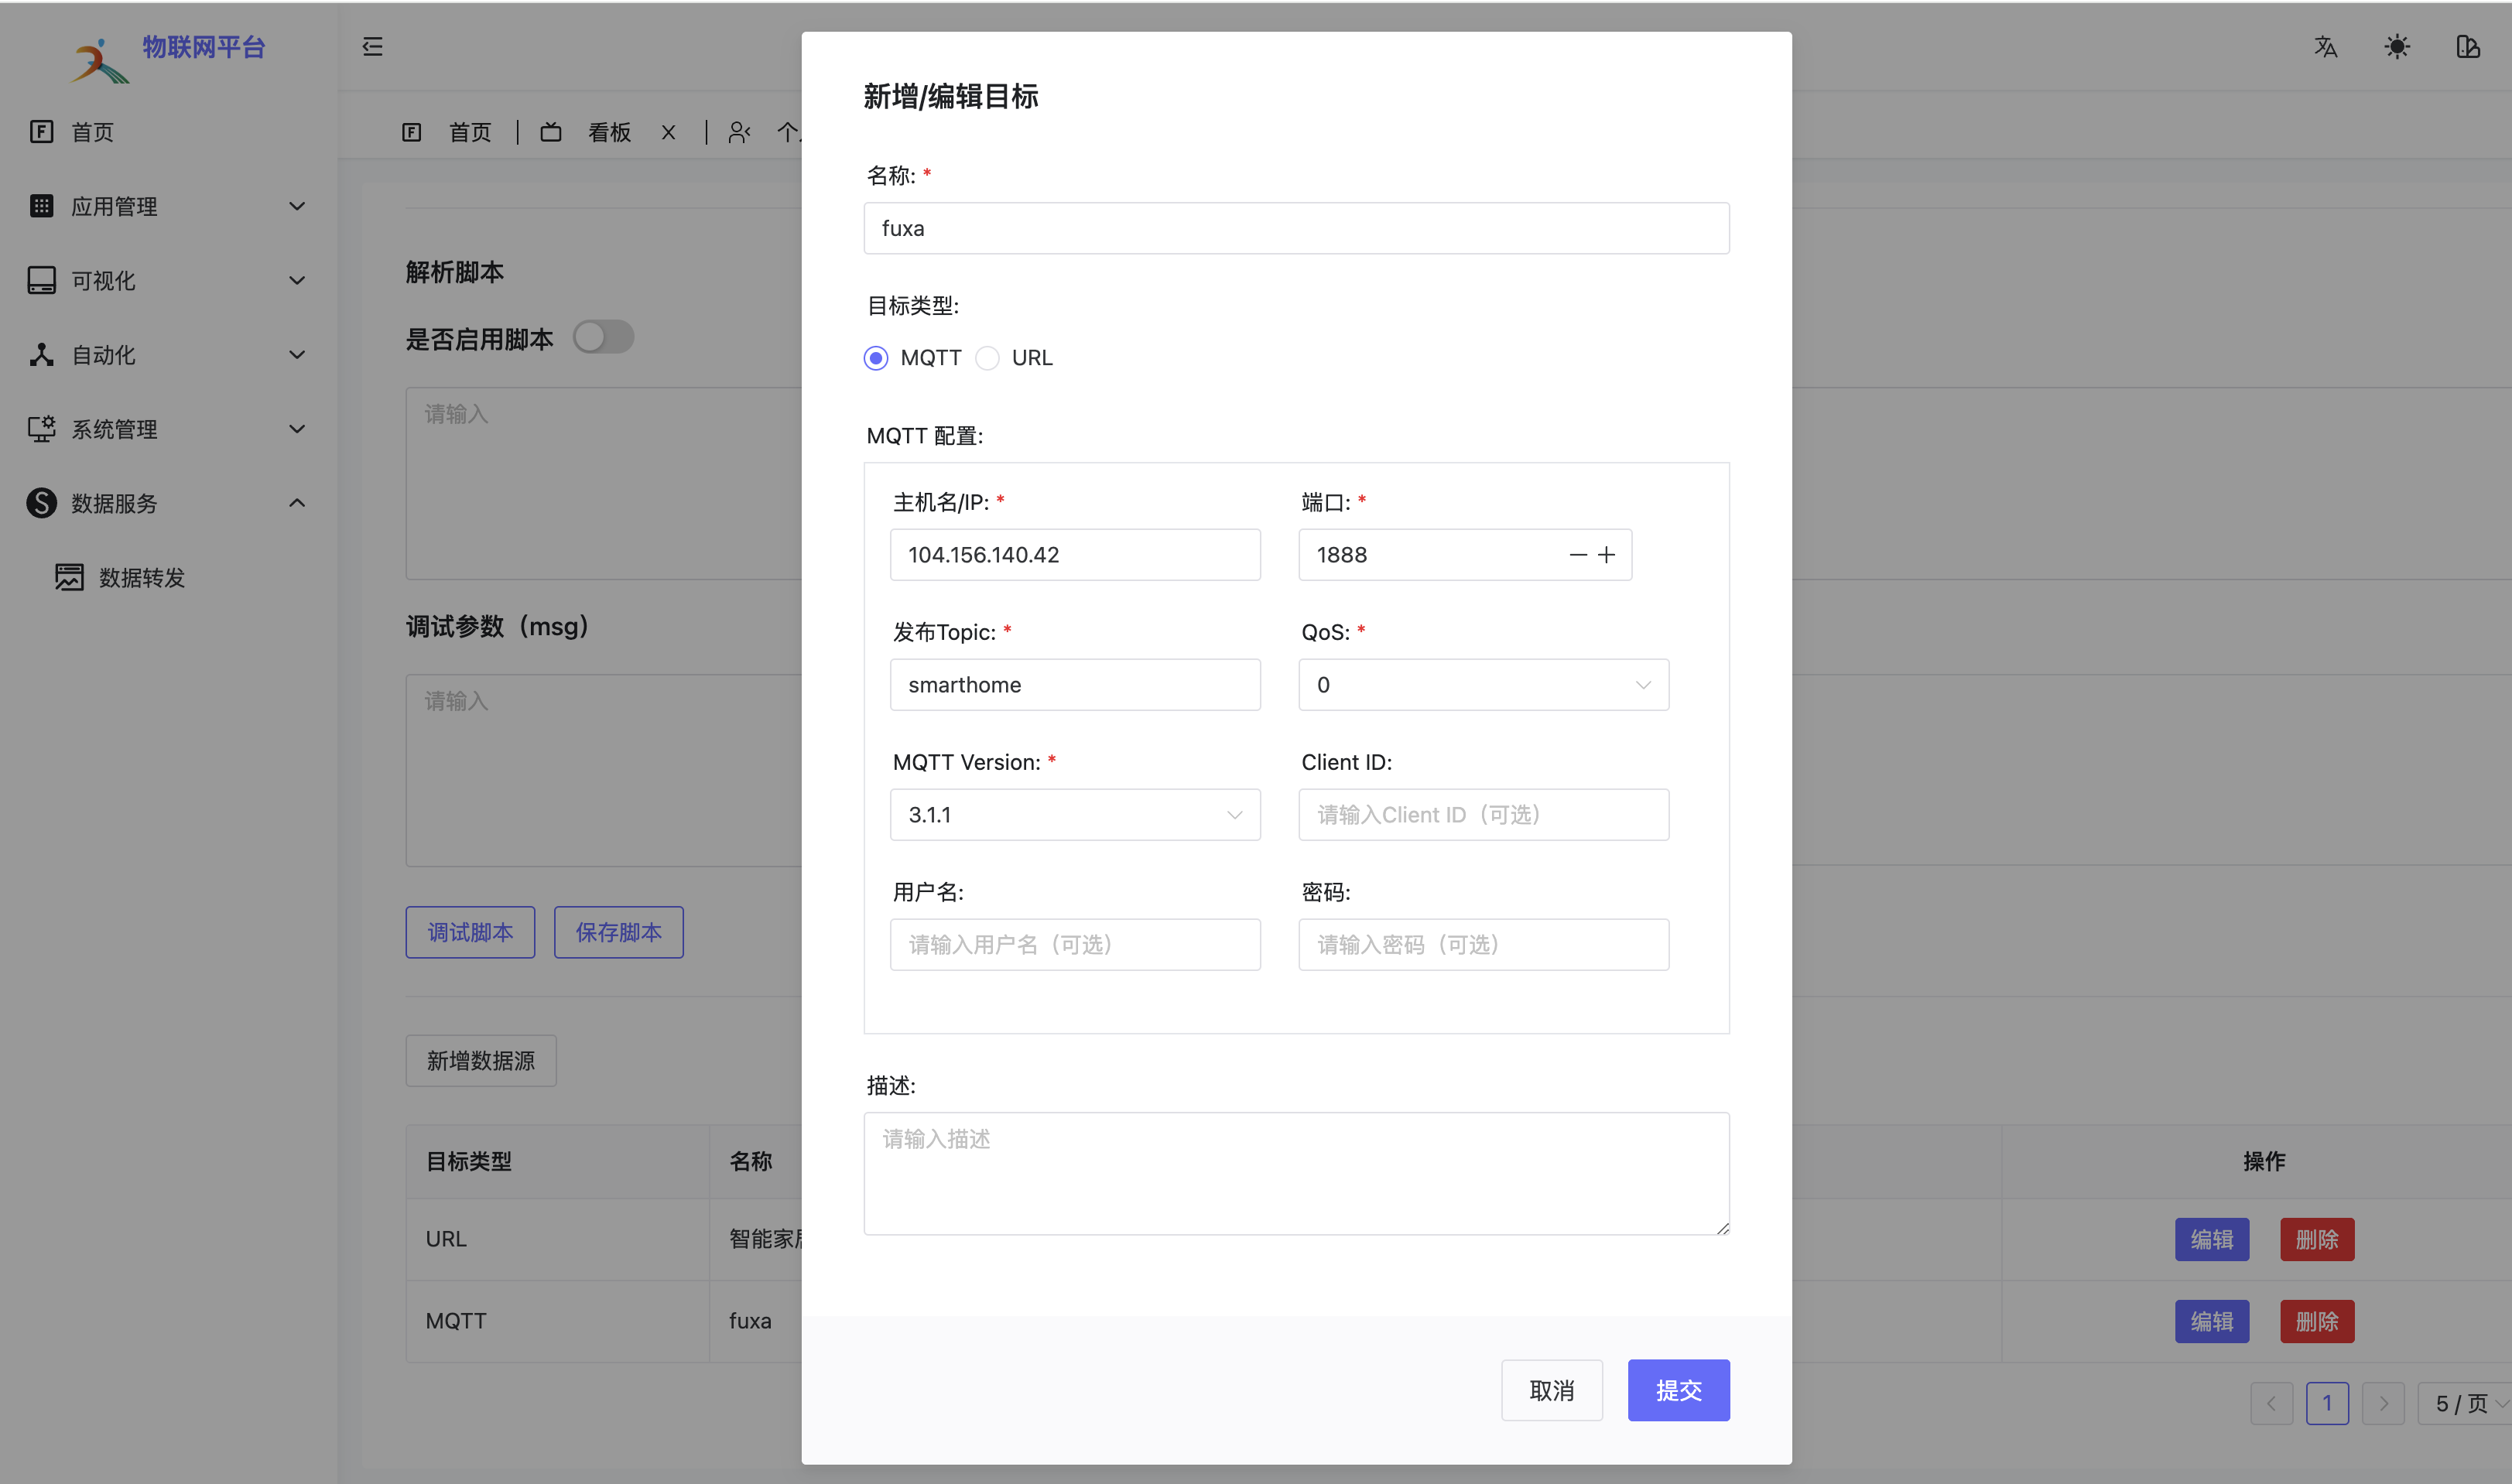 物联网平台
首页
应用管理
可视化
自动化
系统管理
数据服务
数据转发
首页
看板
个
解析脚本
是否启用脚本
请输入
调试参数（msg）
请输入
调试脚本
保存脚本
新增数据源
目标类型
名称
操作
URL
智能家居
编辑
删除
MQTT
fuxa
编辑
删除
1
5 / 页
新增/编辑目标
名称: *
fuxa
目标类型:
MQTT
URL
MQTT 配置:
主机名/IP: *
端口: *
104.156.140.42
1888
发布Topic: *
QoS: *
smarthome
0
MQTT Version: *
Client ID:
3.1.1
请输入Client ID（可选）
用户名:
密码:
请输入用户名（可选）
请输入密码（可选）
描述:
请输入描述
取消
提交